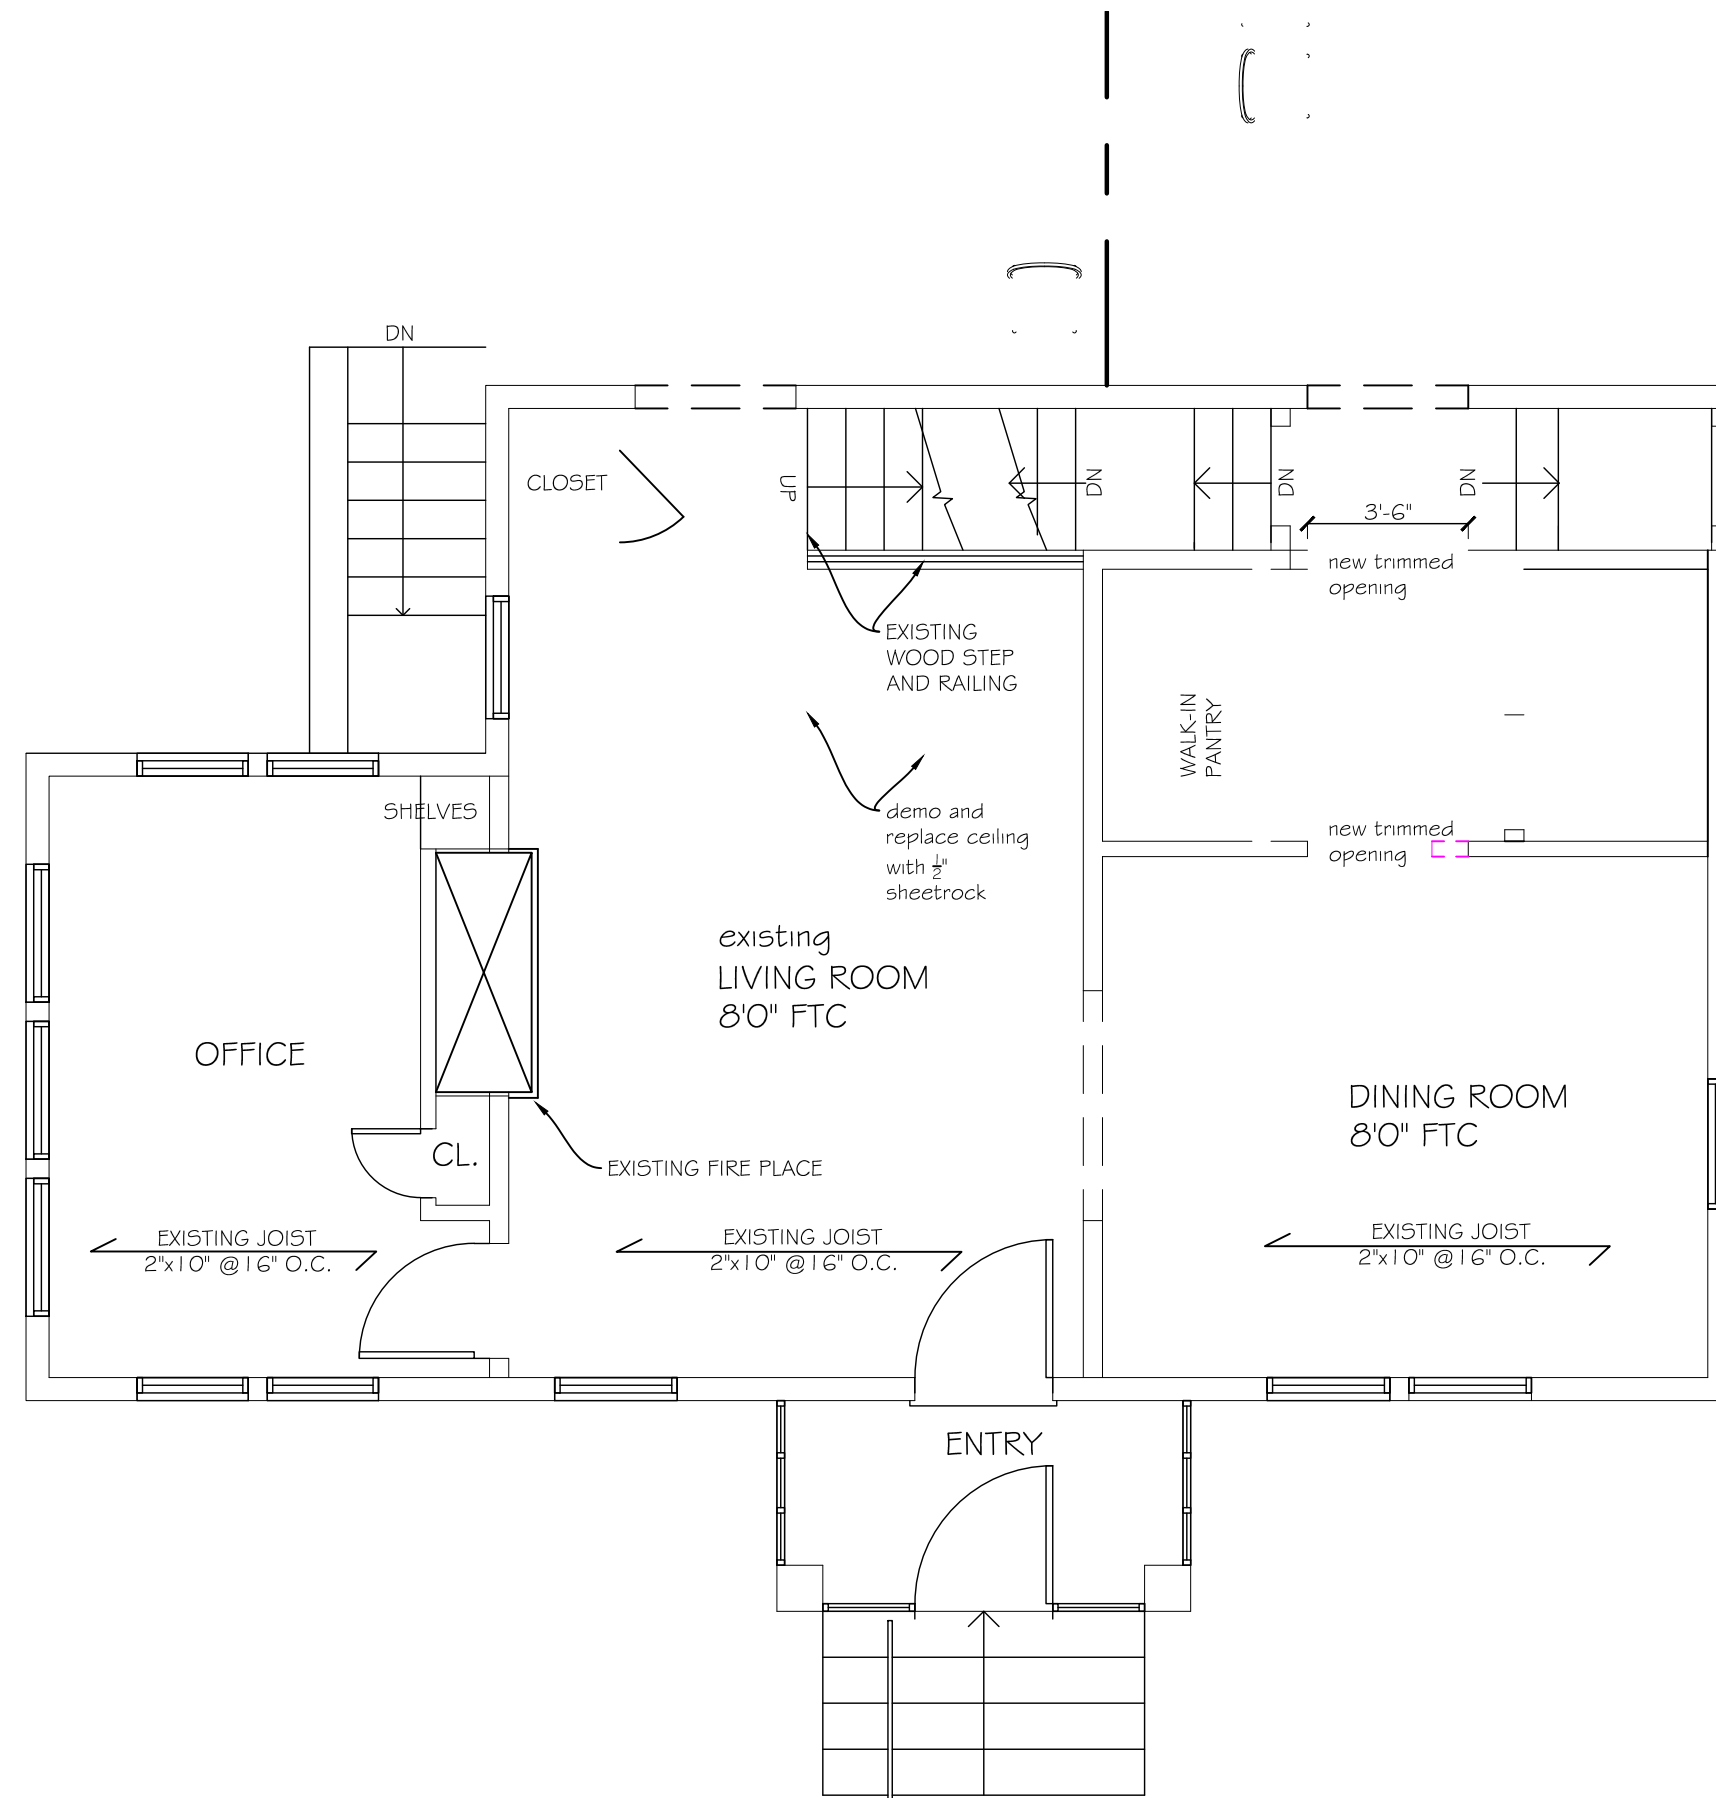 DN
CLOSET
UP
DN
DN
DN
3'-6"
new trimmed
opening
EXISTING
WOOD STEP
AND RAILING
WALK-IN
PANTRY
SHELVES
demo and
replace ceiling
with ½"
sheetrock
new trimmed
opening
existing
LIVING ROOM
8'0" FTC
OFFICE
DINING ROOM
8'0" FTC
CL.
EXISTING FIRE PLACE
EXISTING JOIST
2"x10" @16" O.C.
EXISTING JOIST
2"x10" @16" O.C.
EXISTING JOIST
2"x10" @16" O.C.
ENTRY